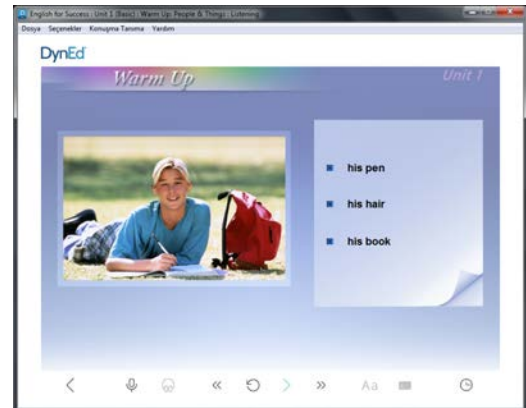 English for Success : Unit 1 (Basic) : Warm Up: People & Things : Listening
Dosya Seçenekler Konuşma Tanıma Yardım
DynEd
Warm Up Unit 1
his pen
his hair
his book
Aa